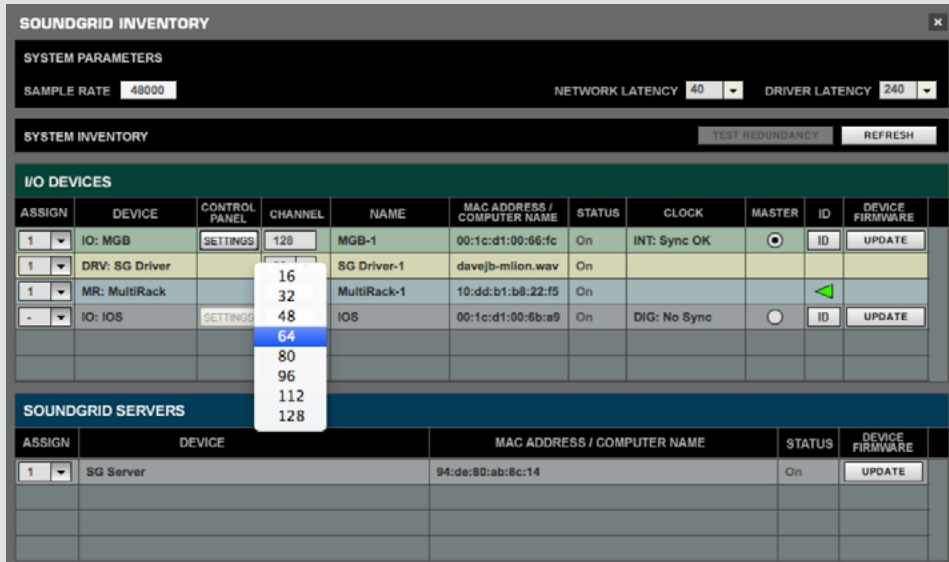 SOUNDGRID INVENTORY x
SYSTEM PARAMETERS
SAMPLE RATE 48000 NETWORK LATENCY 40 DRIVER LATENCY 240
SYSTEM INVENTORY TEST REDUNDANCY REFRESH
I/O DEVICES
ASSIGN DEVICE CONTROL PANEL CHANNEL NAME MAC ADDRESS / COMPUTER NAME STATUS CLOCK MASTER ID DEVICE FIRMWARE
1 IO: MGB SETTINGS 128 MGB-1 00:1c:d1:00:66:fc On INT: Sync OK ID UPDATE
1 DRV: SG Driver SG Driver-1 davejb-mlion.wav On
1 MR: MultiRack MultiRack-1 10:dd:b1:b8:22:f5 On
- IO: IOS SETTINGS IOS 00:1c:d1:00:6b:a9 On DIG: No Sync ID UPDATE
16
32
48
64
80
96
112
128
SOUNDGRID SERVERS
ASSIGN DEVICE MAC ADDRESS / COMPUTER NAME STATUS DEVICE FIRMWARE
1 SG Server 94:de:80:ab:8c:14 On UPDATE